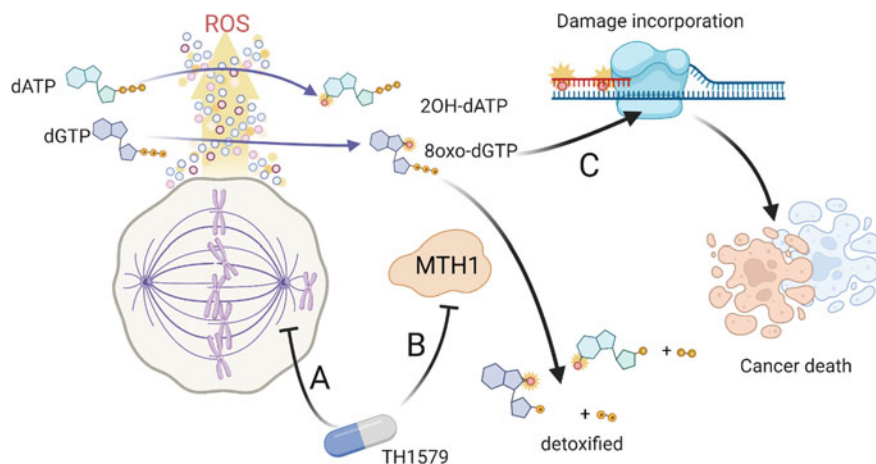 ROS
Damage incorporation
dATP
2OH-dATP
dGTP
8oxo-dGTP
C
MTH1
B
A
+
Cancer death
+
detoxified
TH1579